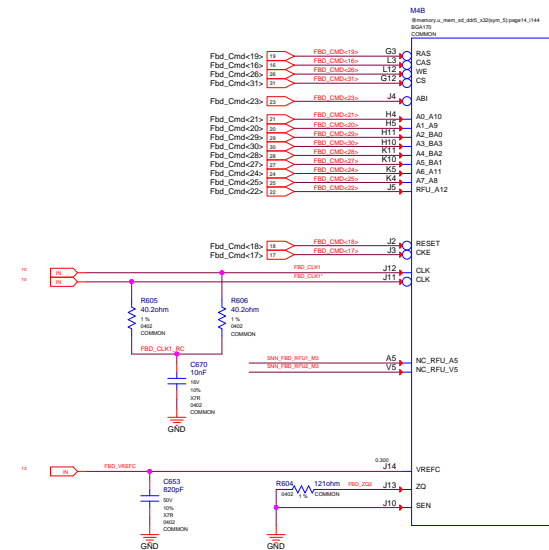 M4B
@memory.u_mem_sd_ddr5_x32(sym_5):page14_I144
BGA170
COMMON
Fbd_Cmd<19> 19 FBD_CMD<19> G3 RAS
Fbd_Cmd<16> 16 FBD_CMD<16> L3 CAS
Fbd_Cmd<26> 26 FBD_CMD<26> L12 WE
Fbd_Cmd<31> 31 FBD_CMD<31> G12 CS
Fbd_Cmd<23> 23 FBD_CMD<23> J4 ABI
Fbd_Cmd<21> 21 FBD_CMD<21> H4 A0_A10
Fbd_Cmd<20> 20 FBD_CMD<20> H5 A1_A9
Fbd_Cmd<29> 29 FBD_CMD<29> H11 A2_BA0
Fbd_Cmd<30> 30 FBD_CMD<30> H10 A3_BA3
Fbd_Cmd<28> 28 FBD_CMD<28> K11 A4_BA2
Fbd_Cmd<27> 27 FBD_CMD<27> K10 A5_BA1
Fbd_Cmd<24> 24 FBD_CMD<24> K5 A6_A11
Fbd_Cmd<25> 25 FBD_CMD<25> K4 A7_A8
Fbd_Cmd<22> 22 FBD_CMD<22> J5 RFU_A12
Fbd_Cmd<18> 18 FBD_CMD<18> J2 RESET
Fbd_Cmd<17> 17 FBD_CMD<17> J3 CKE
IN FBD_CLK1 J12 CLK
IN FBD_CLK1* J11 CLK
R605
40.2ohm
1 %
0402
COMMON
R606
40.2ohm
1 %
0402
COMMON
FBD_CLK1_RC
C670
10nF
16V
10%
X7R
0402
COMMON
GND
SNN_FBD_RFU1_M3 A5 NC_RFU_A5
SNN_FBD_RFU2_M3 V5 NC_RFU_V5
0.300
IN FBD_VREFC J14 VREFC
C653
820pF
50V
10%
X7R
0402
COMMON
GND
R604 121ohm FBD_ZQ2 J13 ZQ
0402 1 % COMMON
J10 SEN
GND